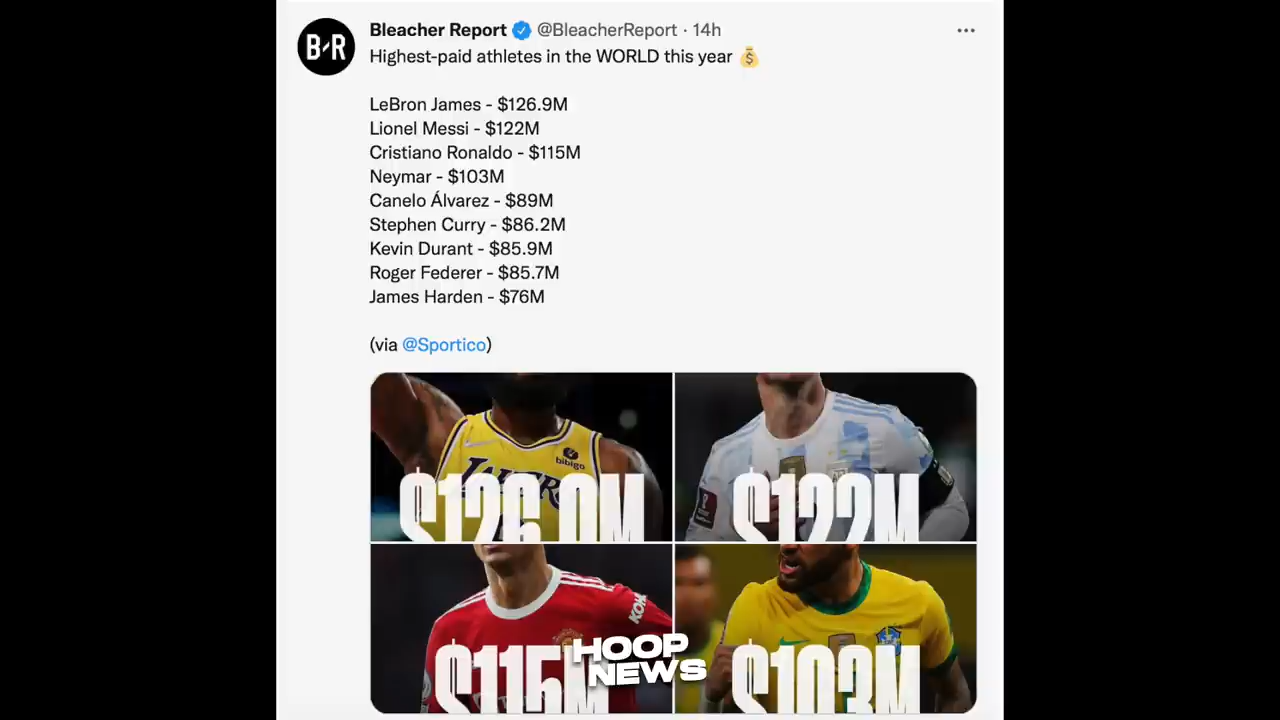 B/R
Bleacher Report @BleacherReport · 14h
Highest-paid athletes in the WORLD this year
LeBron James - $126.9M
Lionel Messi - $122M
Cristiano Ronaldo - $115M
Neymar - $103M
Canelo Álvarez - $89M
Stephen Curry - $86.2M
Kevin Durant - $85.9M
Roger Federer - $85.7M
James Harden - $76M
(via @Sportico)
bibigo
LAKERS
$126.9M
$122M
KOH
$115M
$103M
HOOP
NEWS